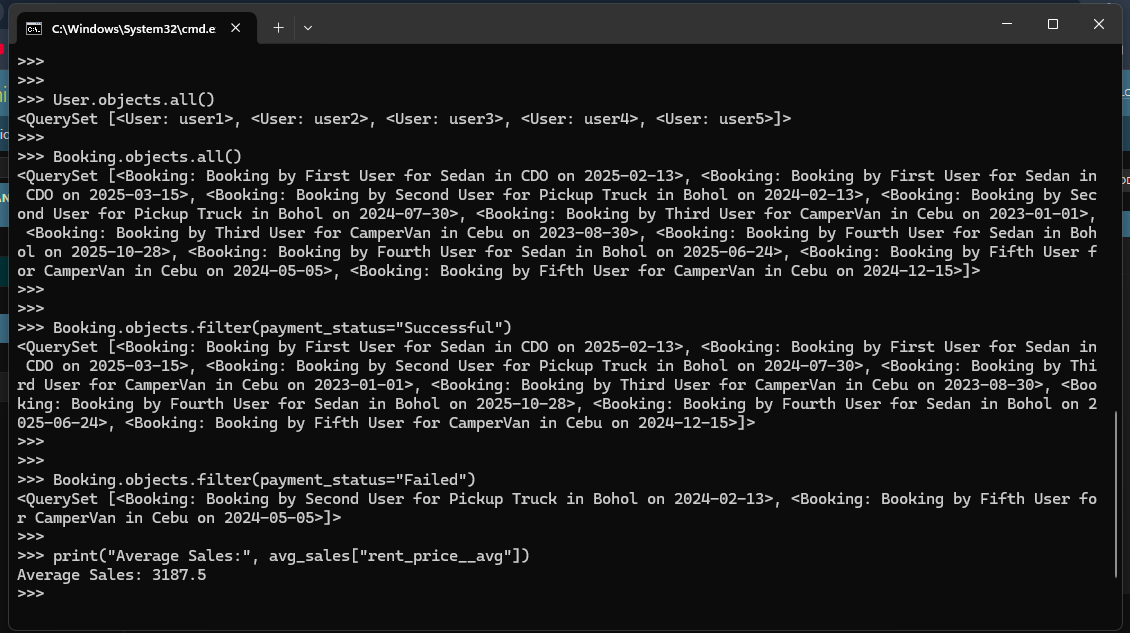 C:\Windows\System32\cmd.e
>>>
>>>
>>> User.objects.all()
<QuerySet [<User: user1>, <User: user2>, <User: user3>, <User: user4>, <User: user5>]>
>>>
>>> Booking.objects.all()
<QuerySet [<Booking: Booking by First User for Sedan in CDO on 2025-02-13>, <Booking: Booking by First User for Sedan in
 CDO on 2025-03-15>, <Booking: Booking by Second User for Pickup Truck in Bohol on 2024-02-13>, <Booking: Booking by Sec
ond User for Pickup Truck in Bohol on 2024-07-30>, <Booking: Booking by Third User for CamperVan in Cebu on 2023-01-01>,
 <Booking: Booking by Third User for CamperVan in Cebu on 2023-08-30>, <Booking: Booking by Fourth User for Sedan in Boh
ol on 2025-10-28>, <Booking: Booking by Fourth User for Sedan in Bohol on 2025-06-24>, <Booking: Booking by Fifth User f
or CamperVan in Cebu on 2024-05-05>, <Booking: Booking by Fifth User for CamperVan in Cebu on 2024-12-15>]>
>>>
>>>
>>> Booking.objects.filter(payment_status="Successful")
<QuerySet [<Booking: Booking by First User for Sedan in CDO on 2025-02-13>, <Booking: Booking by First User for Sedan in
 CDO on 2025-03-15>, <Booking: Booking by Second User for Pickup Truck in Bohol on 2024-07-30>, <Booking: Booking by Thi
rd User for CamperVan in Cebu on 2023-01-01>, <Booking: Booking by Third User for CamperVan in Cebu on 2023-08-30>, <Boo
king: Booking by Fourth User for Sedan in Bohol on 2025-10-28>, <Booking: Booking by Fourth User for Sedan in Bohol on 2
025-06-24>, <Booking: Booking by Fifth User for CamperVan in Cebu on 2024-12-15>]>
>>>
>>>
>>> Booking.objects.filter(payment_status="Failed")
<QuerySet [<Booking: Booking by Second User for Pickup Truck in Bohol on 2024-02-13>, <Booking: Booking by Fifth User fo
r CamperVan in Cebu on 2024-05-05>]>
>>>
>>> print("Average Sales:", avg_sales["rent_price__avg"])
Average Sales: 3187.5
>>>